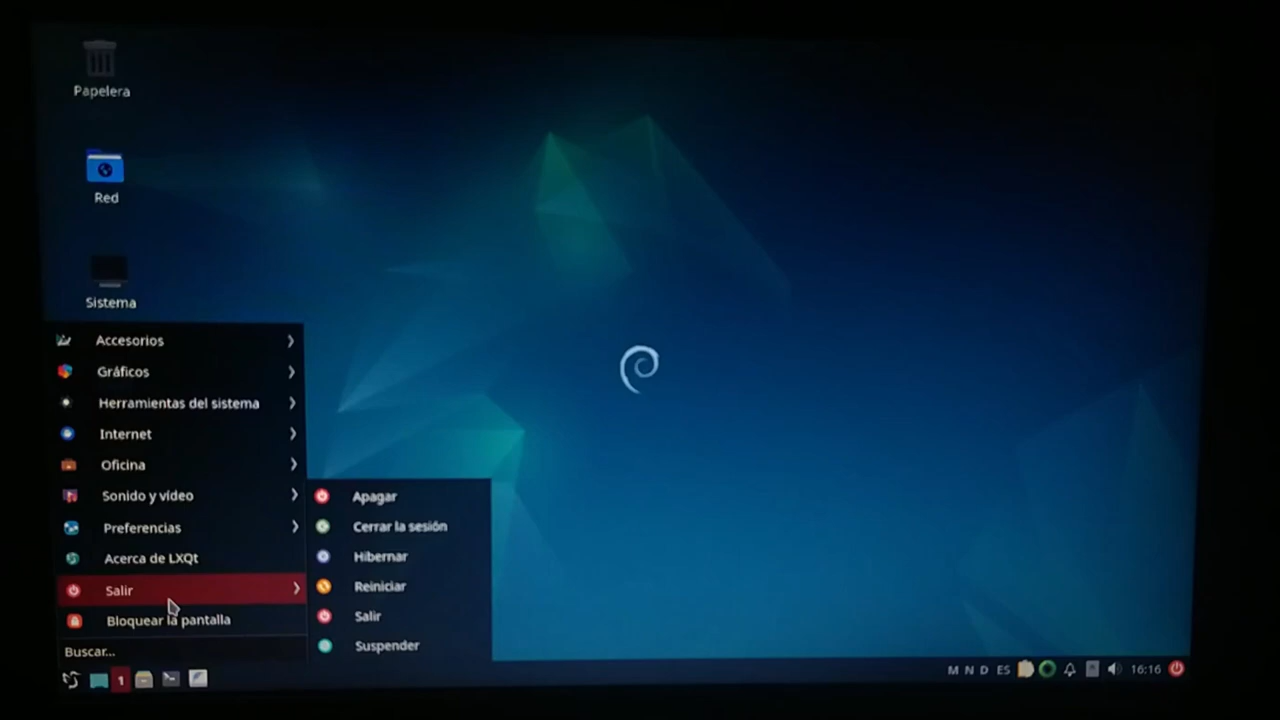 Papelera
Red
Sistema
Accesorios
Gráficos
Herramientas del sistema
Internet
Oficina
Sonido y vídeo
Preferencias
Acerca de LXQt
Salir
Bloquear la pantalla
Buscar...
Apagar
Cerrar la sesión
Hibernar
Reiniciar
Salir
Suspender
1
M N D ES
16:16